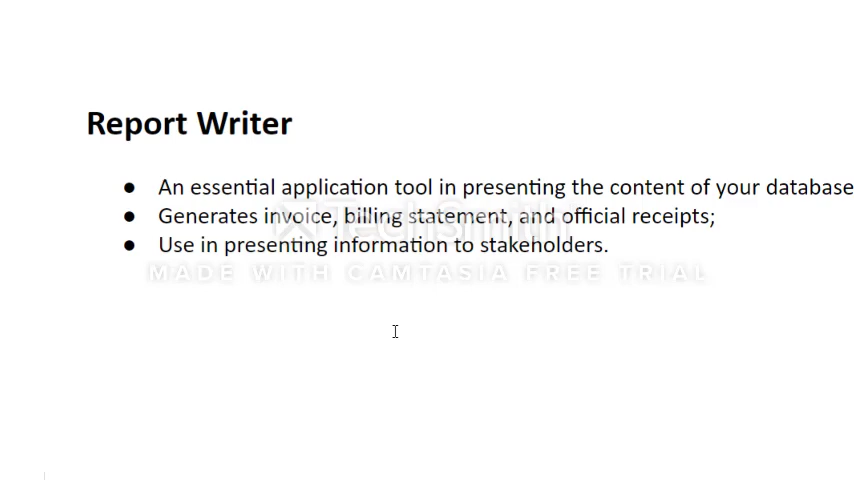 Report Writer
● An essential application tool in presenting the content of your database
● Generates invoice, billing statement, and official receipts;
● Use in presenting information to stakeholders.
TechSmith
MADE WITH CAMTASIA FREE TRIAL